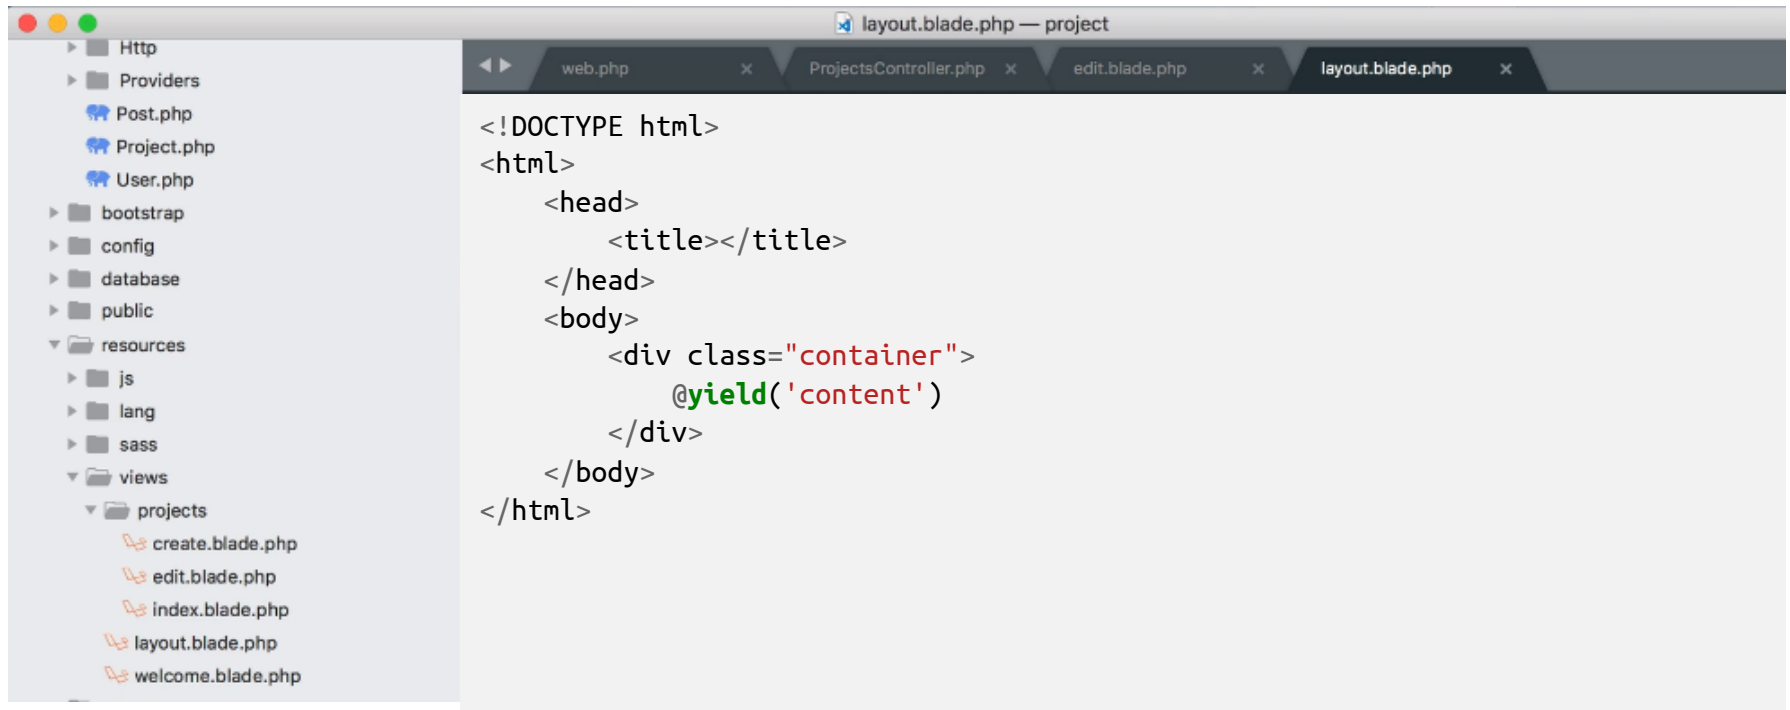 layout.blade.php — project
Http
Providers
Post.php
Project.php
User.php
bootstrap
config
database
public
resources
js
lang
sass
views
projects
create.blade.php
edit.blade.php
index.blade.php
layout.blade.php
welcome.blade.php
web.php × ProjectsController.php × edit.blade.php × layout.blade.php ×
<!DOCTYPE html>
<html>
    <head>
        <title></title>
    </head>
    <body>
        <div class="container">
            @yield('content')
        </div>
    </body>
</html>